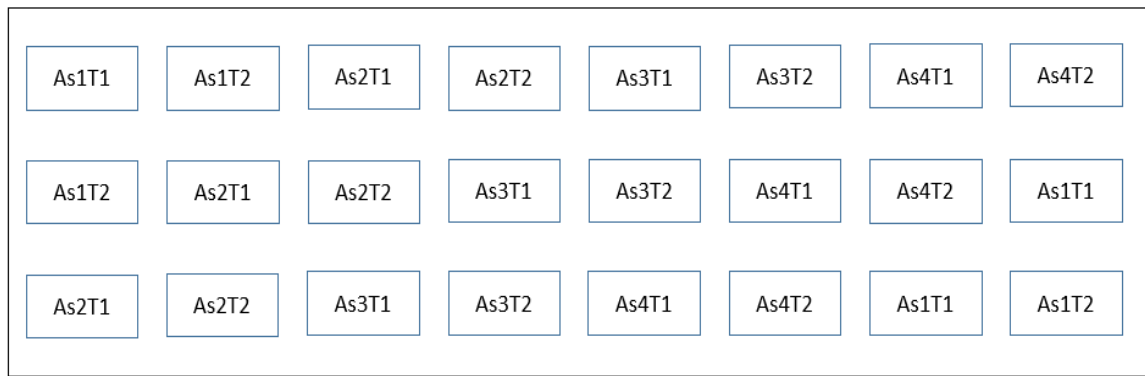 As1T1 As1T2 As2T1 As2T2 As3T1 As3T2 As4T1 As4T2
As1T2 As2T1 As2T2 As3T1 As3T2 As4T1 As4T2 As1T1
As2T1 As2T2 As3T1 As3T2 As4T1 As4T2 As1T1 As1T2